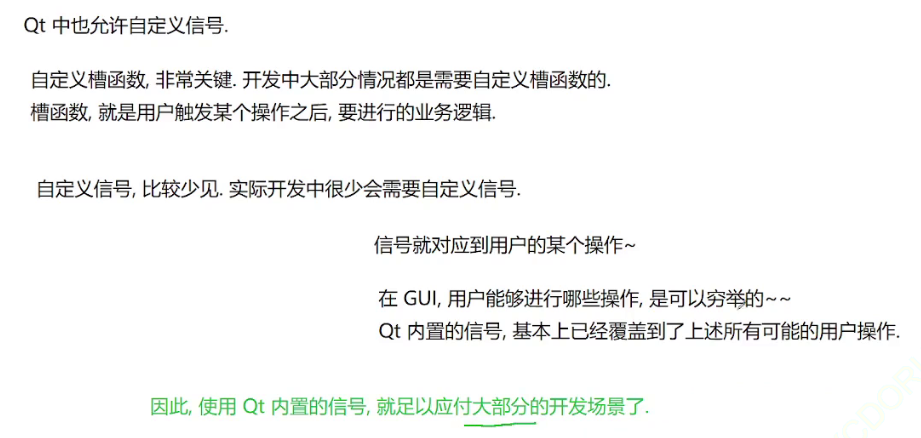 Qt 中也允许自定义信号.
自定义槽函数, 非常关键. 开发中大部分情况都是需要自定义槽函数的.
槽函数, 就是用户触发某个操作之后, 要进行的业务逻辑.
自定义信号, 比较少见. 实际开发中很少会需要自定义信号.
信号就对应到用户的某个操作~
在 GUI, 用户能够进行哪些操作, 是可以穷举的~~
Qt 内置的信号, 基本上已经覆盖到了上述所有可能的用户操作.
因此, 使用 Qt 内置的信号, 就足以应付大部分的开发场景了.